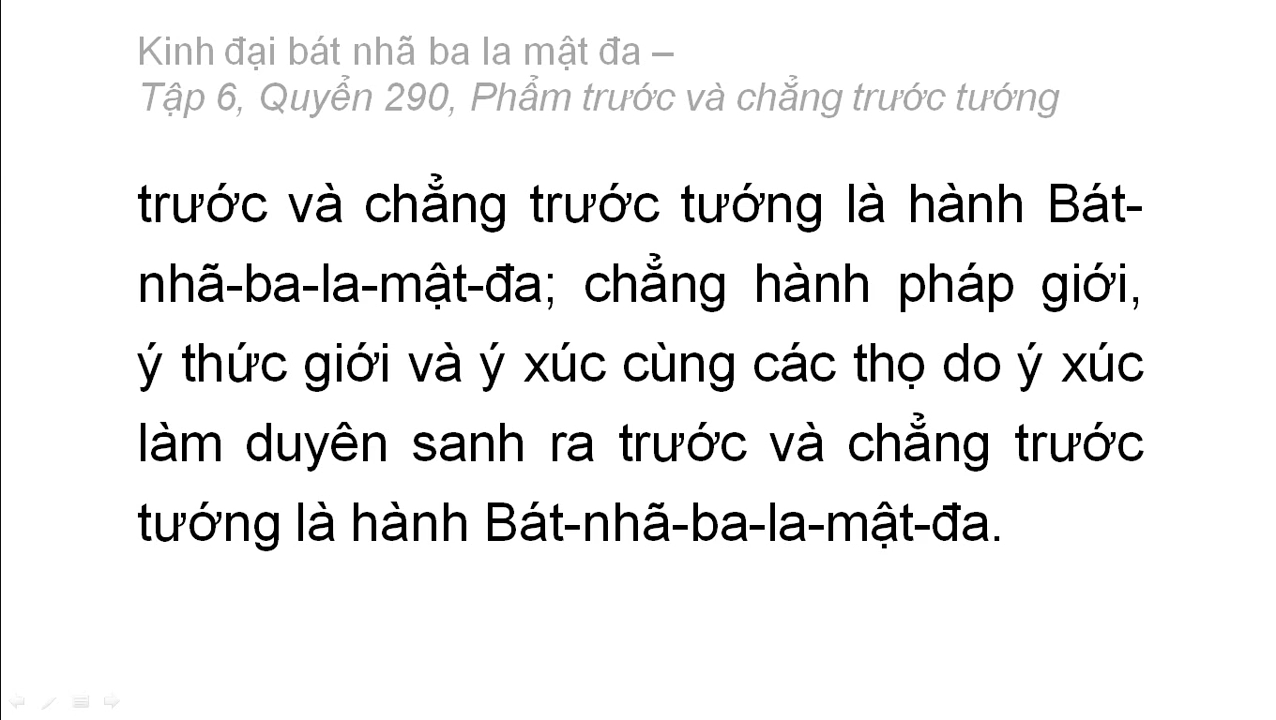 Kinh đại bát nhã ba la mật đa –
Tập 6, Quyển 290, Phẩm trước và chẳng trước tướng
trước và chẳng trước tướng là hành Bát-
nhã-ba-la-mật-đa; chẳng hành pháp giới,
ý thức giới và ý xúc cùng các thọ do ý xúc
làm duyên sanh ra trước và chẳng trước
tướng là hành Bát-nhã-ba-la-mật-đa.